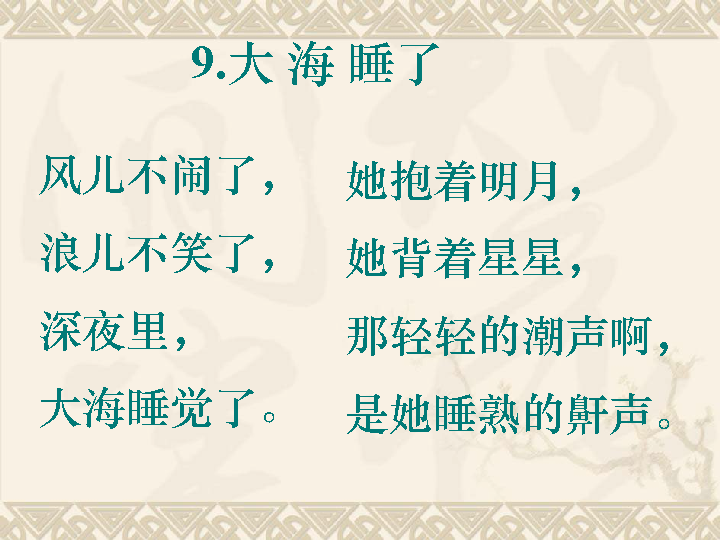 9.大海睡了
风儿不闹了，
浪儿不笑了，
深夜里，
大海睡觉了。
她抱着明月，
她背着星星，
那轻轻的潮声啊，
是她睡熟的鼾声。